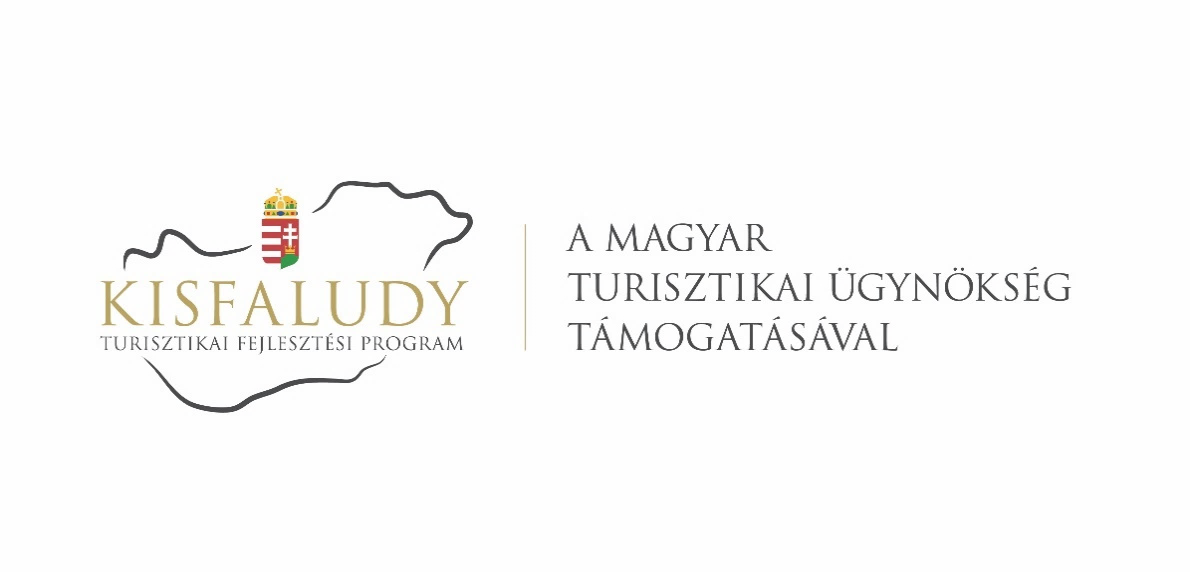 KISFALUDY
TURISZTIKAI FEJLESZTÉSI PROGRAM
A MAGYAR
TURISZTIKAI ÜGYNÖKSÉG
TÁMOGATÁSÁVAL